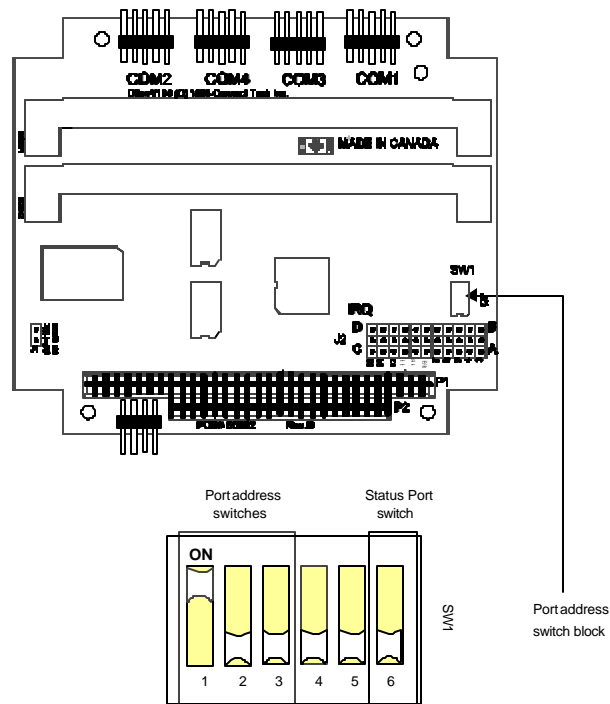 COM2 COM4 COM3 COM1
MADE IN CANADA
SW1
IRQ
D B
J2
C A
J1
P1
P2
Port address
switches
Status Port
switch
ON
SW1
1 2 3 4 5 6
Port address
switch block